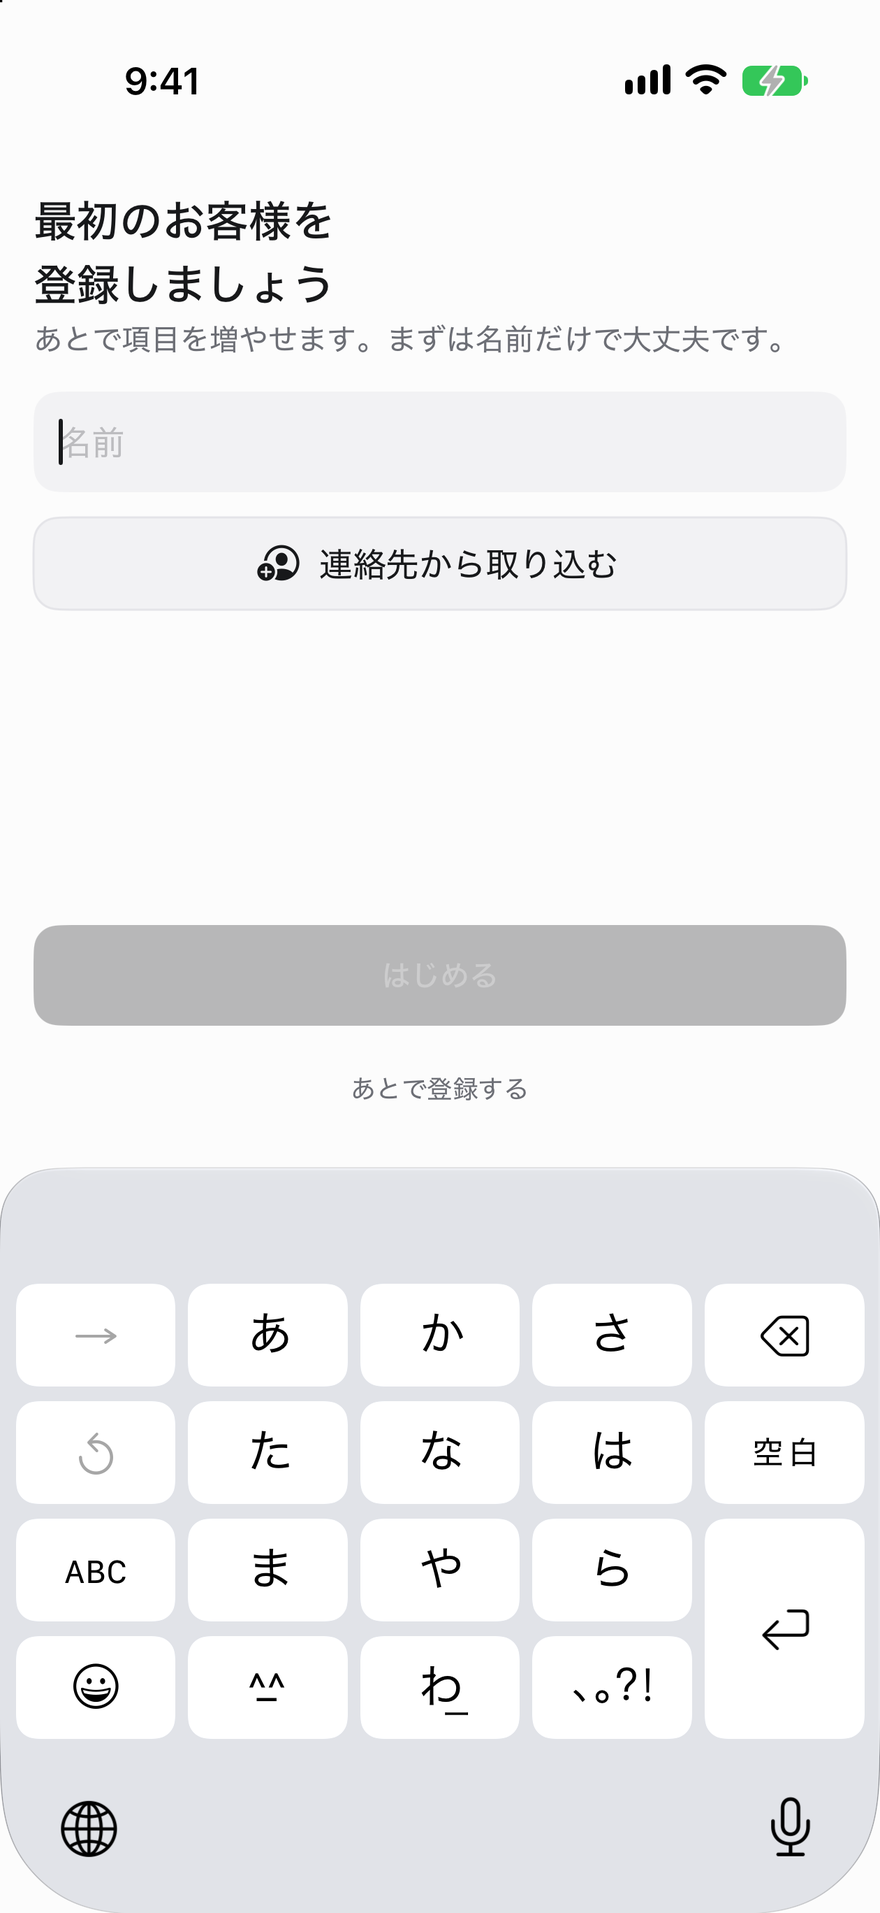 9:41
最初のお客様を
登録しましょう
あとで項目を増やせます。まずは名前だけで大丈夫です。
名前
連絡先から取り込む
はじめる
あとで登録する
→ あ か さ
た な は 空白
ABC ま や ら
^_^ わ_ 、。?!